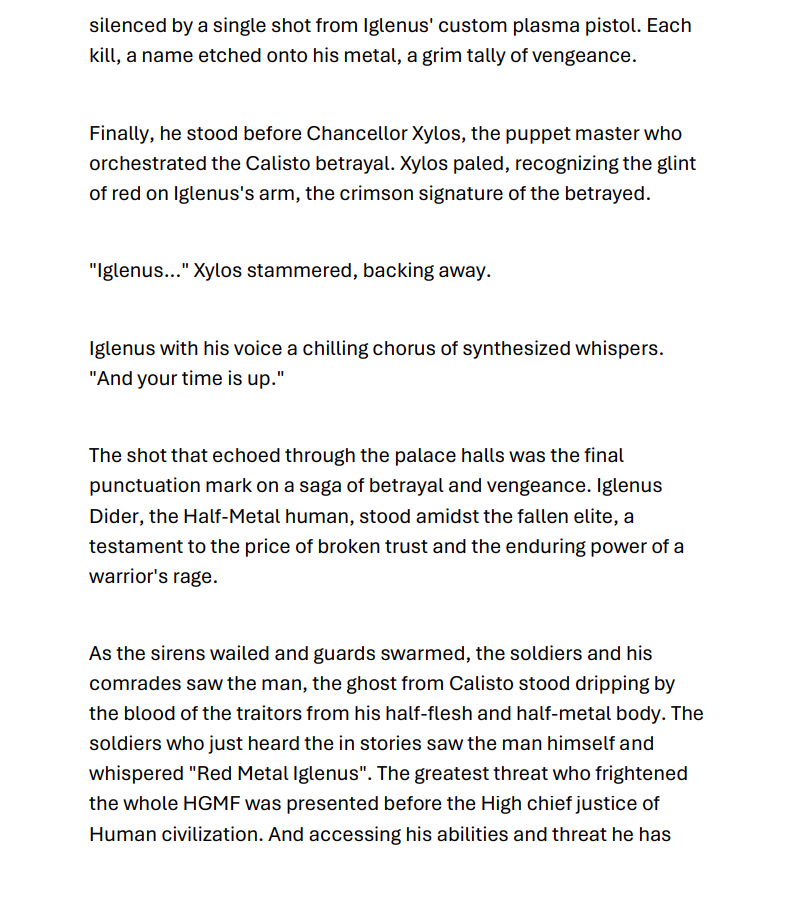 silenced by a single shot from Iglenus' custom plasma pistol. Each
kill, a name etched onto his metal, a grim tally of vengeance.
Finally, he stood before Chancellor Xylos, the puppet master who
orchestrated the Calisto betrayal. Xylos paled, recognizing the glint
of red on Iglenus's arm, the crimson signature of the betrayed.
"Iglenus..." Xylos stammered, backing away.
Iglenus with his voice a chilling chorus of synthesized whispers.
"And your time is up."
The shot that echoed through the palace halls was the final
punctuation mark on a saga of betrayal and vengeance. Iglenus
Dider, the Half-Metal human, stood amidst the fallen elite, a
testament to the price of broken trust and the enduring power of a
warrior's rage.
As the sirens wailed and guards swarmed, the soldiers and his
comrades saw the man, the ghost from Calisto stood dripping by
the blood of the traitors from his half-flesh and half-metal body. The
soldiers who just heard the in stories saw the man himself and
whispered "Red Metal Iglenus". The greatest threat who frightened
the whole HGMF was presented before the High chief justice of
Human civilization. And accessing his abilities and threat he has